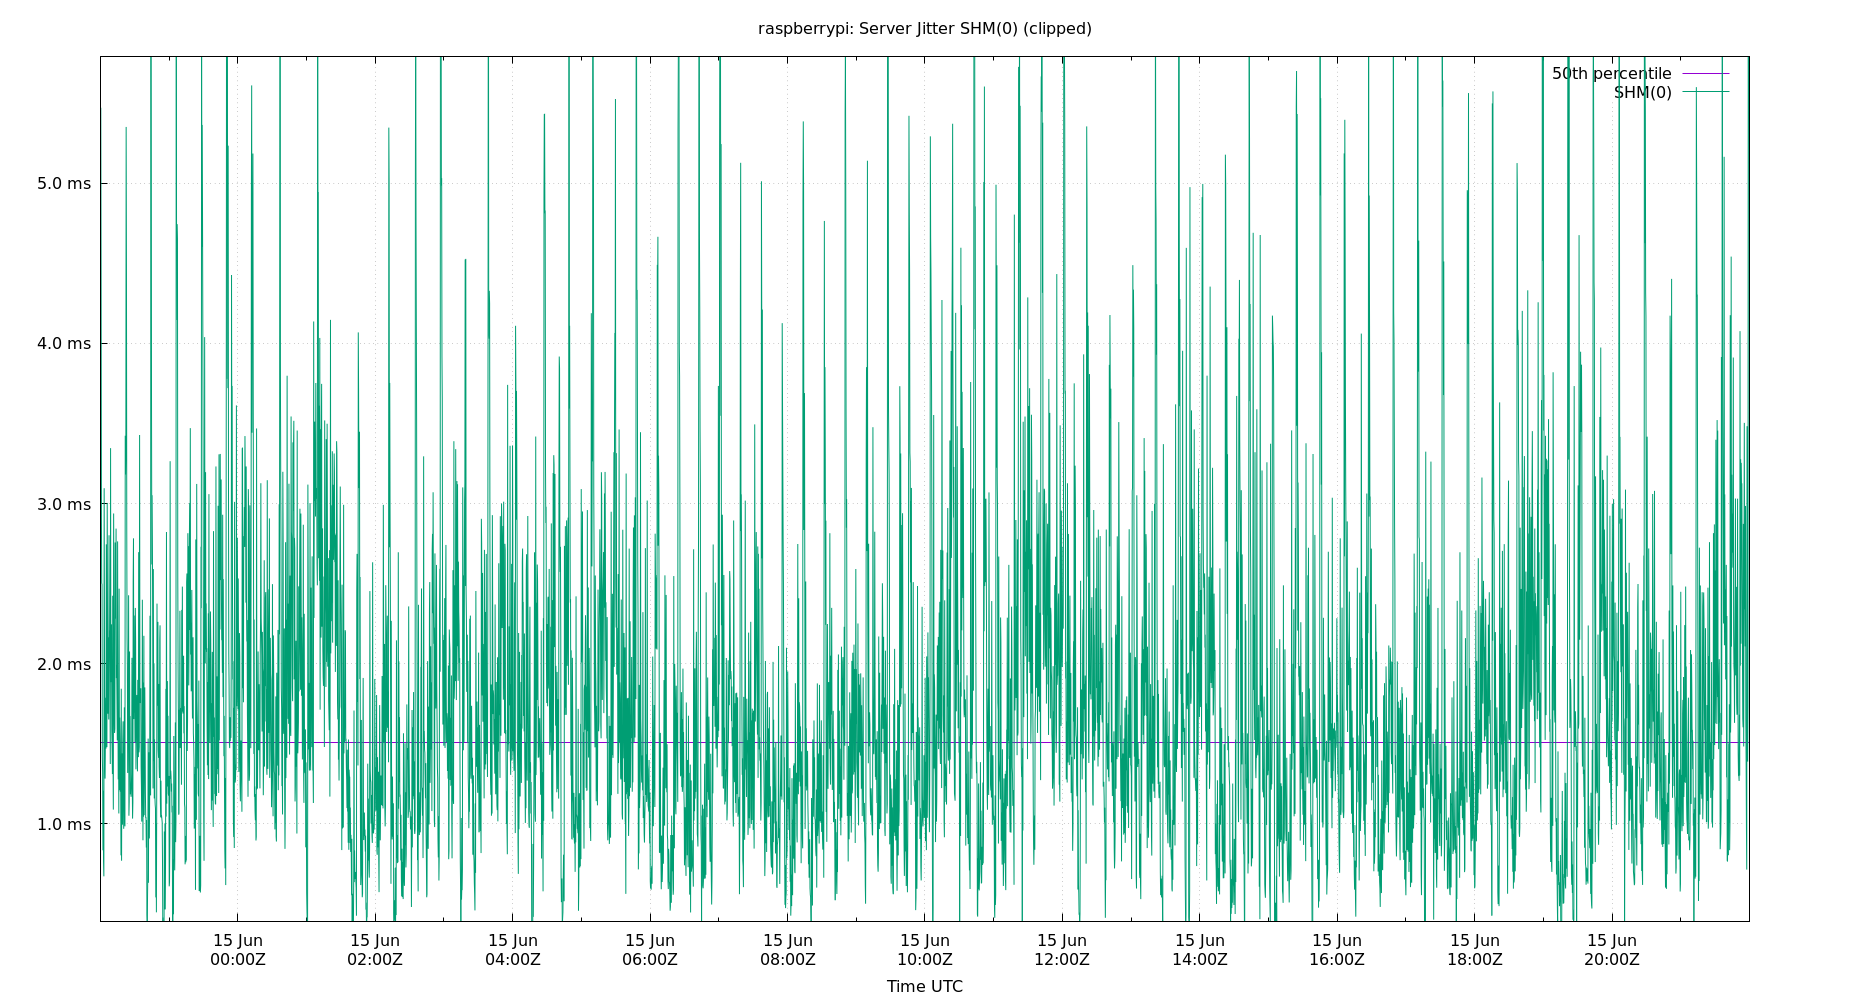 raspberrypi: Server Jitter SHM(0) (clipped)
50th percentile
SHM(0)
5.0 ms
4.0 ms
3.0 ms
2.0 ms
1.0 ms
15 Jun 15 Jun 15 Jun 15 Jun 15 Jun 15 Jun 15 Jun 15 Jun 15 Jun 15 Jun 15 Jun
00:00Z 02:00Z 04:00Z 06:00Z 08:00Z 10:00Z 12:00Z 14:00Z 16:00Z 18:00Z 20:00Z
Time UTC